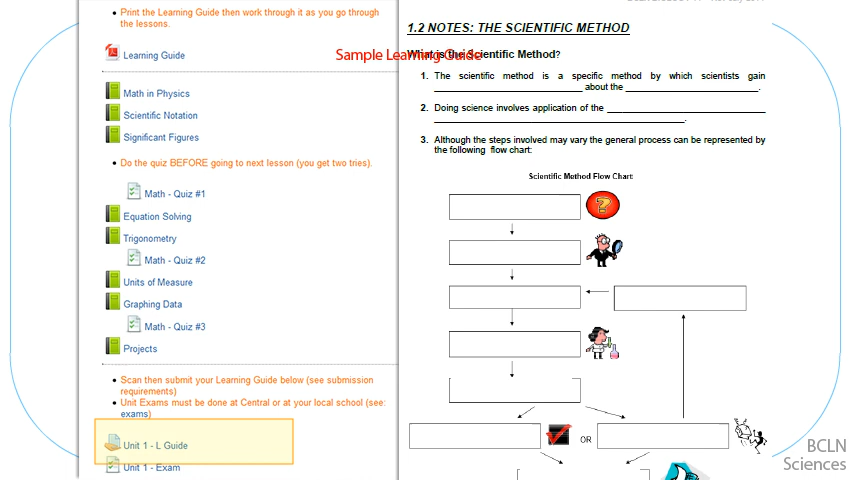 Print the Learning Guide then work through it as you go through
the lessons.
Learning Guide
Math in Physics
Scientific Notation
Significant Figures
Do the quiz BEFORE going to next lesson (you get two tries).
Math - Quiz #1
Equation Solving
Trigonometry
Math - Quiz #2
Units of Measure
Graphing Data
Math - Quiz #3
Projects
Scan then submit your Learning Guide below (see submission
requirements)
Unit Exams must be done at Central or at your local school (see:
exams)
Unit 1 - L Guide
Unit 1 - Exam
1.2 NOTES: THE SCIENTIFIC METHOD
Sample Learning Guide
What is the Scientific Method?
1. The scientific method is a specific method by which scientists gain
about the .
2. Doing science involves application of the
.
3. Although the steps involved may vary the general process can be represented by
the following flow chart:
Scientific Method Flow Chart
?
OR
BCLN
Sciences